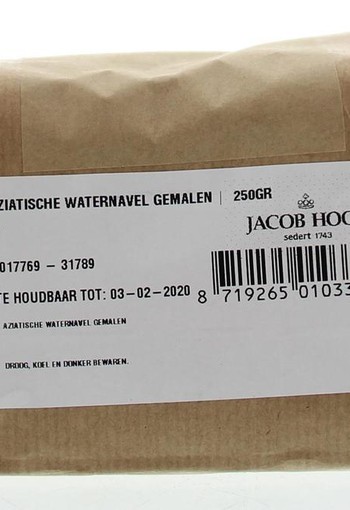 ZIATISCHE WATERNAVEL GEMALEN | 250GR
JACOB HOO
sedert 1743
017769 – 31789
TE HOUDBAAR TOT: 03-02-2020
8 719265 01033
AZIATISCHE WATERNAVEL GEMALEN
DROOG, KOEL EN DONKER BEWAREN.